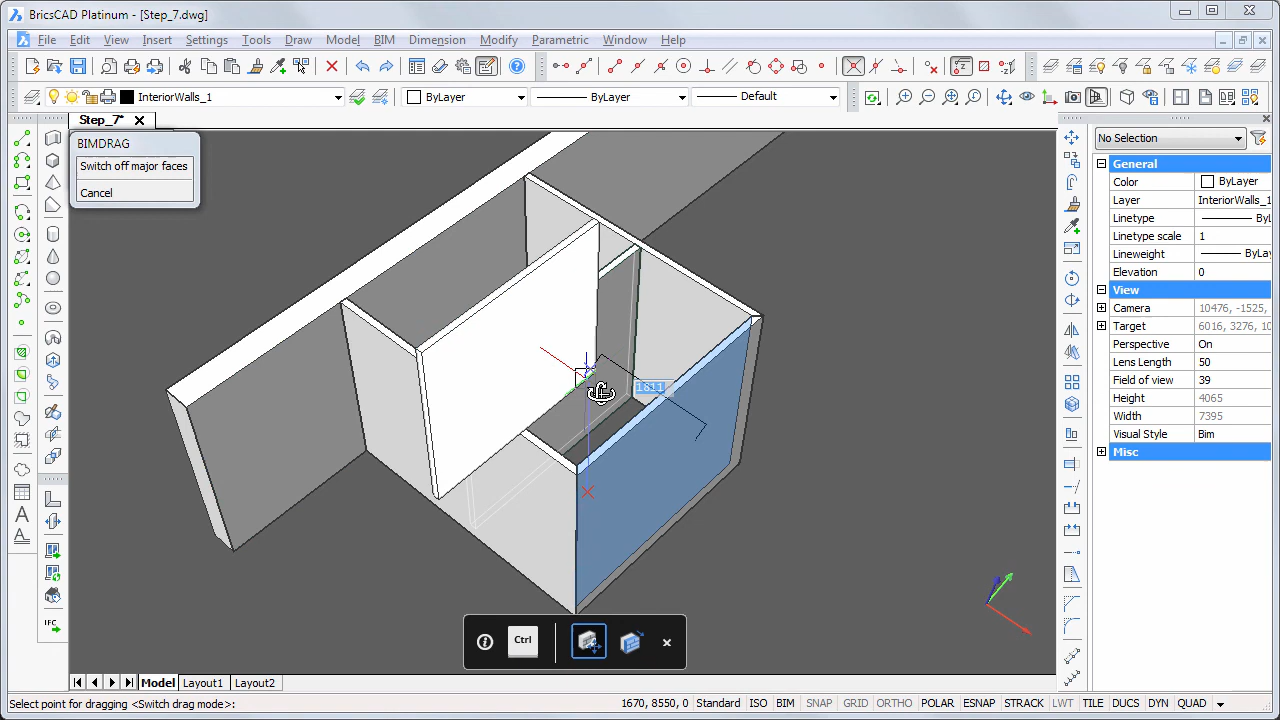 BricsCAD Platinum - [Step_7.dwg]
File Edit View Insert Settings Tools Draw Model BIM Dimension Modify Parametric Window Help
InteriorWalls_1
ByLayer
ByLayer
Default
Step_7*
BIMDRAG
Switch off major faces
Cancel
No Selection
General
Color ByLayer
Layer InteriorWalls_1
Linetype ByL
Linetype scale 1
Lineweight ByLay
Elevation 0
View
Camera 10476, -1525,
Target 6016, 3276, 10
Perspective On
Lens Length 50
Field of view 39
Height 4065
Width 7395
Visual Style Bim
Misc
1811
IFC
Ctrl
Model Layout1 Layout2
Select point for dragging <Switch drag mode>:
1670, 8550, 0 Standard ISO BIM SNAP GRID ORTHO POLAR ESNAP STRACK LWT TILE DUCS DYN QUAD